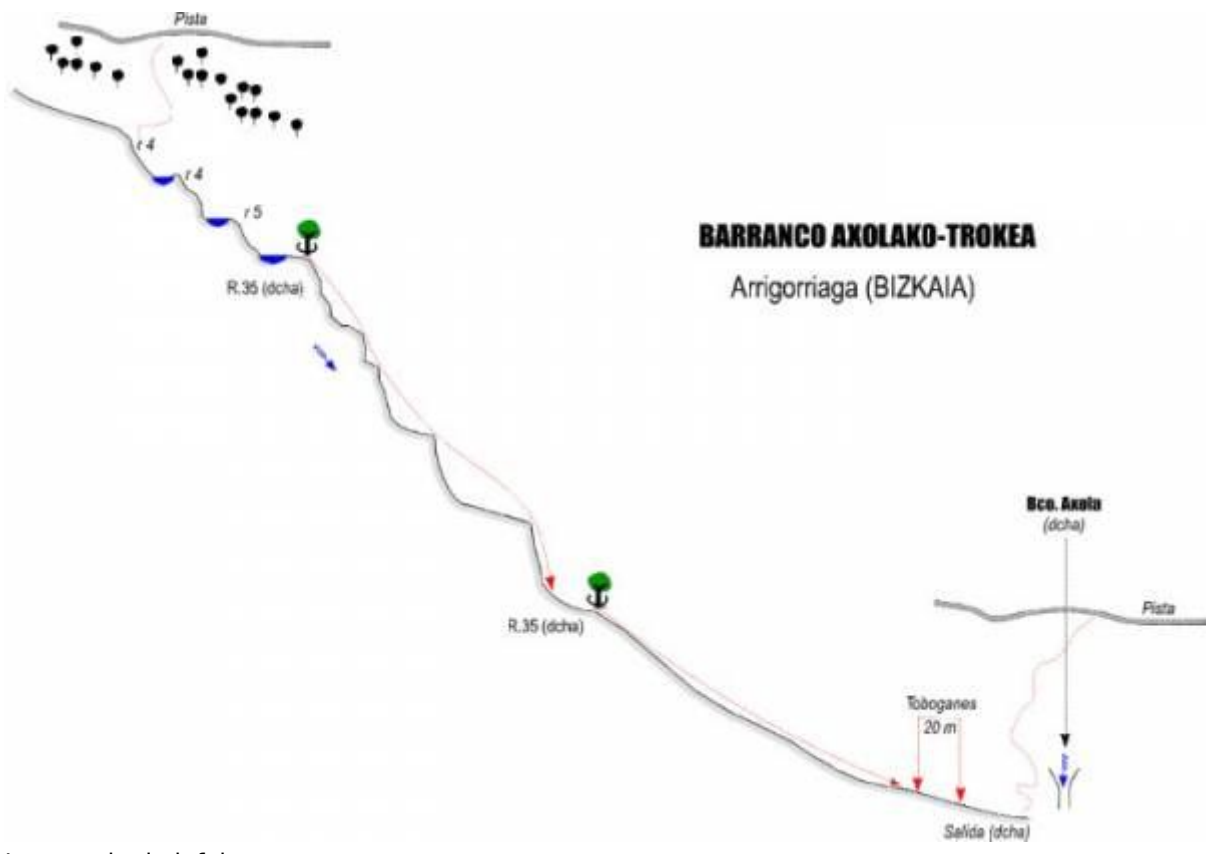 Pista
r 4
r 4
r 5
R.35 (dcha)
BARRANCO AXOLAKO-TROKEA
Arrigorriaga (BIZKAIA)
Bco. Axola
(dcha)
Pista
R.35 (dcha)
Toboganes
20 m
Salida (dcha)